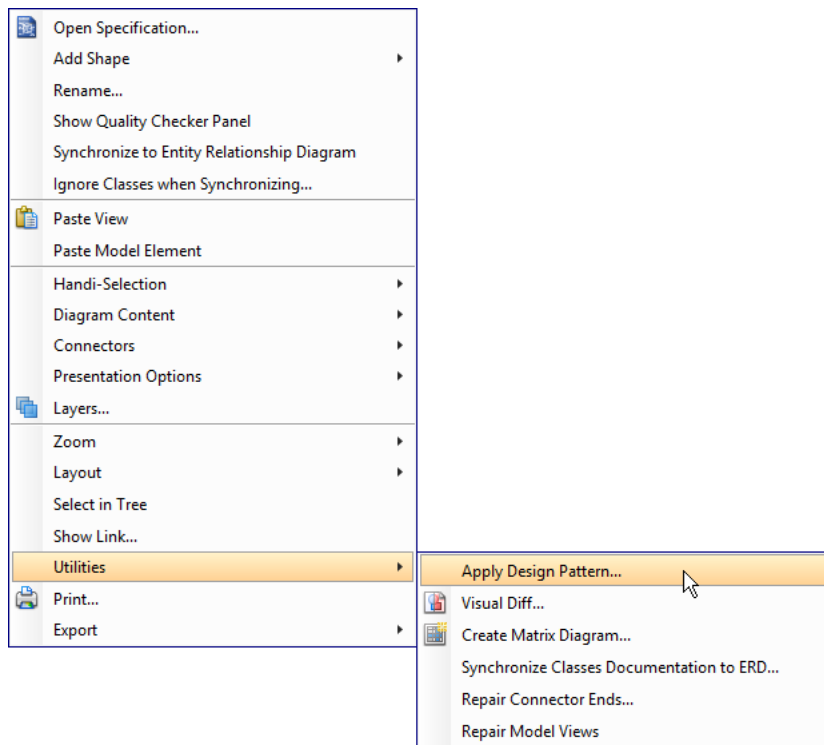 Open Specification...
Add Shape
Rename...
Show Quality Checker Panel
Synchronize to Entity Relationship Diagram
Ignore Classes when Synchronizing...
Paste View
Paste Model Element
Handi-Selection
Diagram Content
Connectors
Presentation Options
Layers...
Zoom
Layout
Select in Tree
Show Link...
Utilities
Print...
Export
Apply Design Pattern...
Visual Diff...
Create Matrix Diagram...
Synchronize Classes Documentation to ERD...
Repair Connector Ends...
Repair Model Views